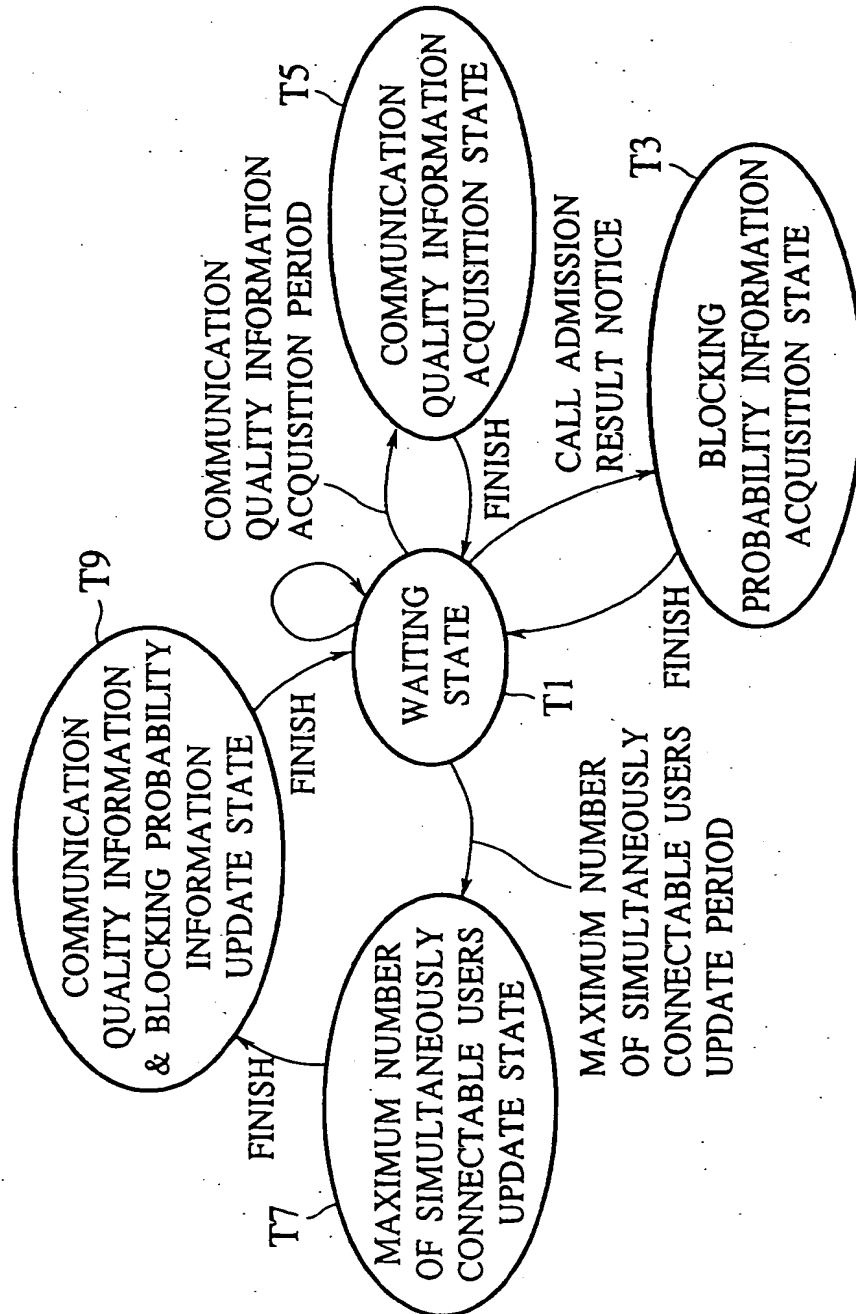 T9
COMMUNICATION
QUALITY INFORMATION
& BLOCKING PROBABILITY
INFORMATION
UPDATE STATE
COMMUNICATION
QUALITY INFORMATION
ACQUISITION PERIOD
T5
COMMUNICATION
QUALITY INFORMATION
ACQUISITION STATE
FINISH
FINISH
FINISH
T7
MAXIMUM NUMBER
OF SIMULTANEOUSLY
CONNECTABLE USERS
UPDATE STATE
WAITING
STATE
T1
CALL ADMISSION
RESULT NOTICE
T3
FINISH
MAXIMUM NUMBER
OF SIMULTANEOUSLY
CONNECTABLE USERS
UPDATE PERIOD
BLOCKING
PROBABILITY INFORMATION
ACQUISITION STATE